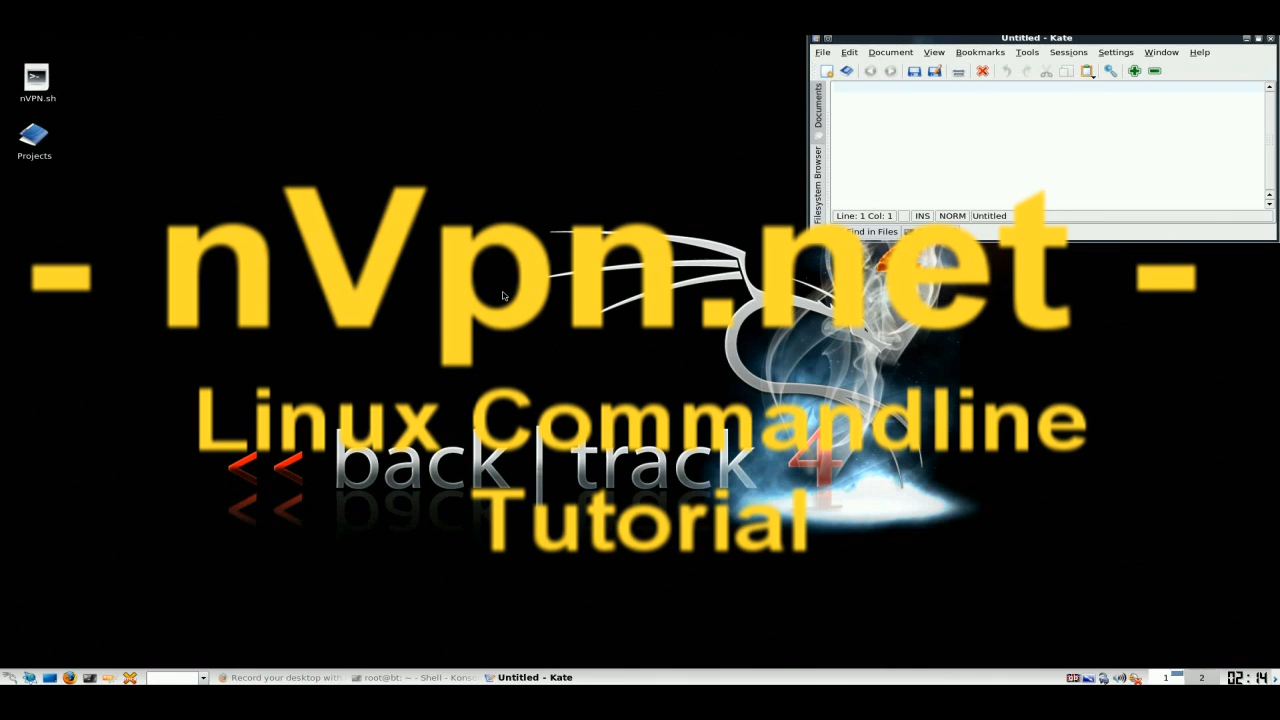 Untitled - Kate
File Edit Document View Bookmarks Tools Sessions Settings Window Help
nVPN.sh
Projects
Documents
Filesystem Browser
Line: 1 Col: 1 INS NORM Untitled
Find in Files
- nVpn.net -
Linux Commandline
<< back|track 4
Tutorial
Record your desktop with
root@bt: ~ - Shell - Konso
Untitled - Kate
1 2
02:14